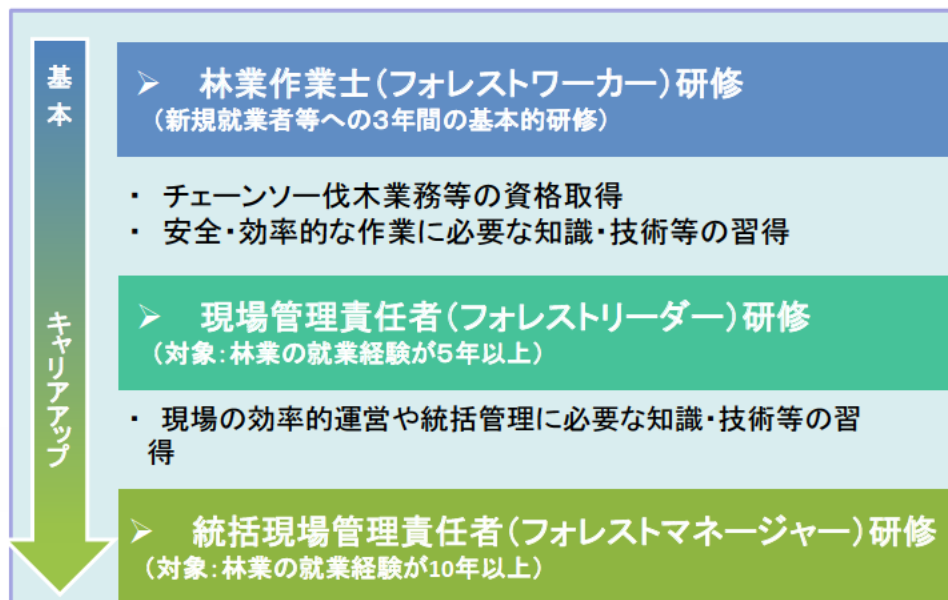 基本
➤ 林業作業士(フォレストワーカー)研修
(新規就業者等への3年間の基本的研修)
・ チェーンソー伐木業務等の資格取得
・ 安全・効率的な作業に必要な知識・技術等の習得
キャリアアップ
➤ 現場管理責任者(フォレストリーダー)研修
(対象:林業の就業経験が5年以上)
・ 現場の効率的運営や統括管理に必要な知識・技術等の習
得
➤ 統括現場管理責任者(フォレストマネージャー)研修
(対象:林業の就業経験が10年以上)